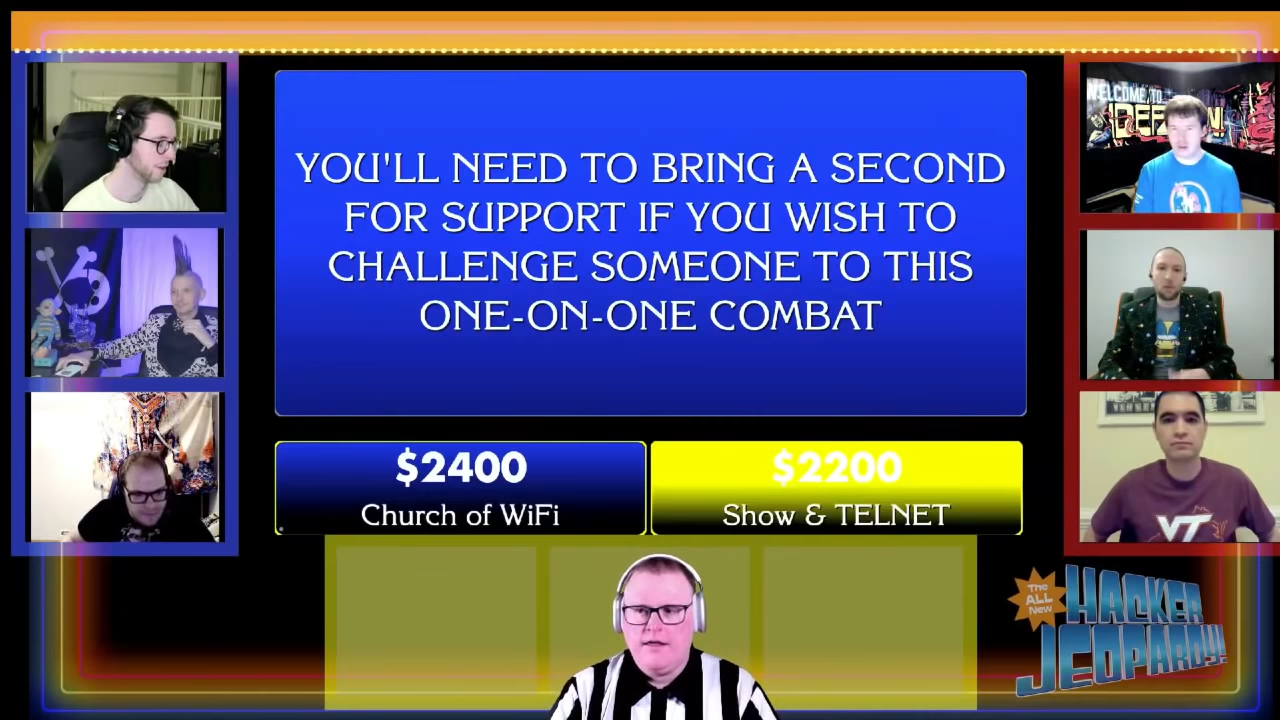 YOU'LL NEED TO BRING A SECOND
FOR SUPPORT IF YOU WISH TO
CHALLENGE SOMEONE TO THIS
ONE-ON-ONE COMBAT
$2400
Church of WiFi
$2200
Show & TELNET
WELCOME TO
VT
The
ALL
New
HACKER
JEOPARDY!